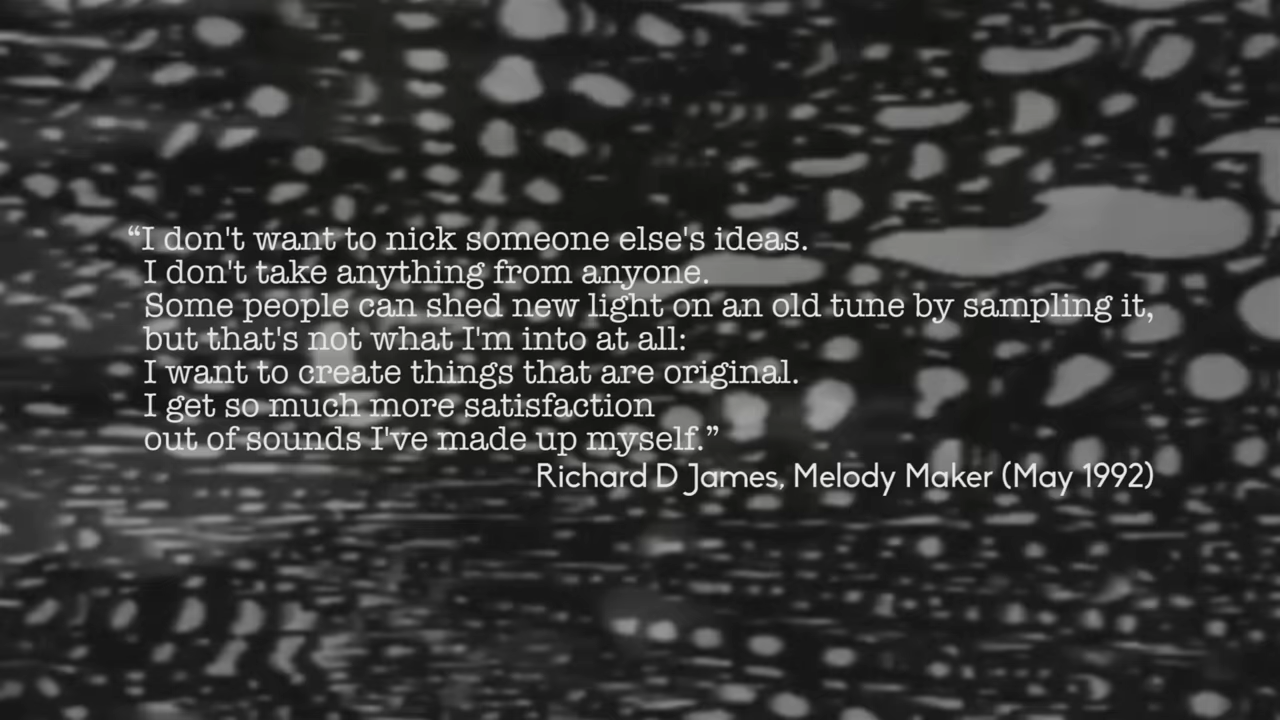 “I don't want to nick someone else's ideas.
I don't take anything from anyone.
Some people can shed new light on an old tune by sampling it,
but that's not what I'm into at all:
I want to create things that are original.
I get so much more satisfaction
out of sounds I've made up myself.”
Richard D James, Melody Maker (May 1992)